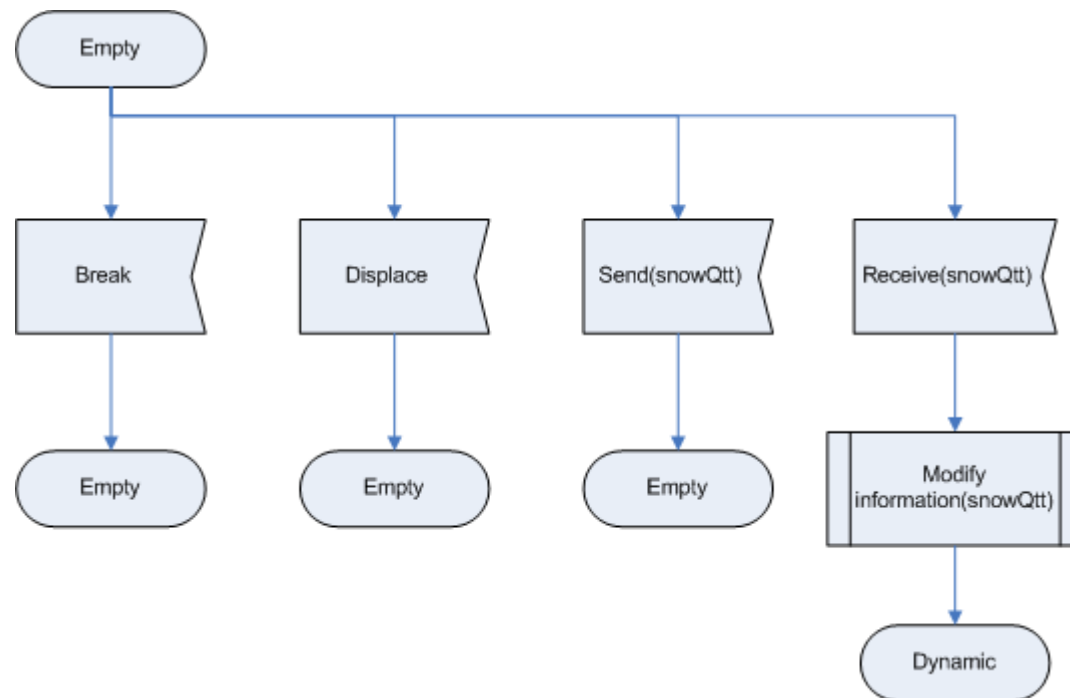 Empty
Break
Displace
Send(snowQtt)
Receive(snowQtt)
Empty
Empty
Empty
Modify
information(snowQtt)
Dynamic